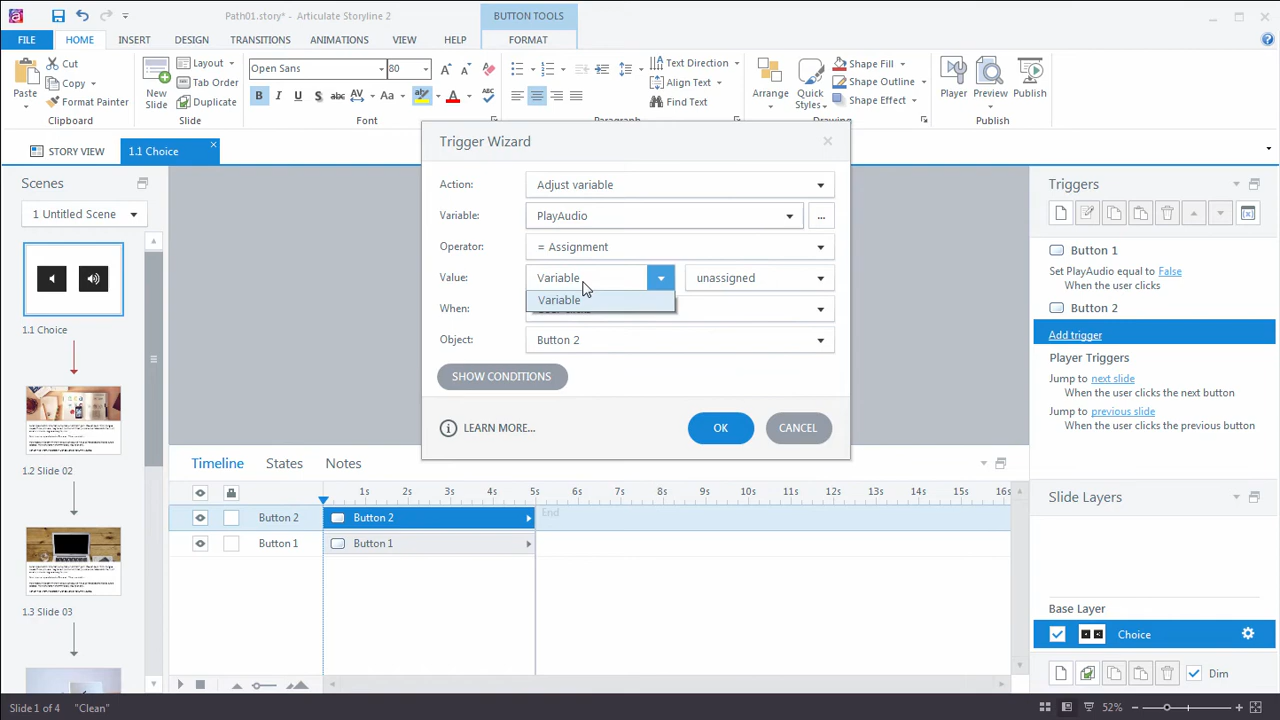 Path01.story* - Articulate Storyline 2
BUTTON TOOLS
FILE
HOME
INSERT
DESIGN
TRANSITIONS
ANIMATIONS
VIEW
HELP
FORMAT
Paste
Cut
Copy
Format Painter
Clipboard
New Slide
Layout
Tab Order
Duplicate
Slide
Open Sans
80
Font
Text Direction
Align Text
Find Text
Paragraph
Arrange
Quick Styles
Shape Fill
Shape Outline
Shape Effect
Player
Preview
Publish
Publish
STORY VIEW
1.1 Choice
Scenes
1 Untitled Scene
1.1 Choice
1.2 Slide 02
1.3 Slide 03
Trigger Wizard
Action:
Adjust variable
Variable:
PlayAudio
...
Operator:
= Assignment
Value:
Variable
unassigned
Variable
When:
Object:
Button 2
SHOW CONDITIONS
LEARN MORE...
OK
CANCEL
Triggers
Button 1
Set PlayAudio equal to False
When the user clicks
Button 2
Add trigger
Player Triggers
Jump to next slide
When the user clicks the next button
Jump to previous slide
When the user clicks the previous button
Timeline
States
Notes
1s 2s 3s 4s 5s 6s 7s 8s 9s 10s 11s 12s 13s 14s 15s 16s
Button 2
Button 2
End
Button 1
Button 1
Slide Layers
Base Layer
Choice
Dim
Slide 1 of 4
"Clean"
52%